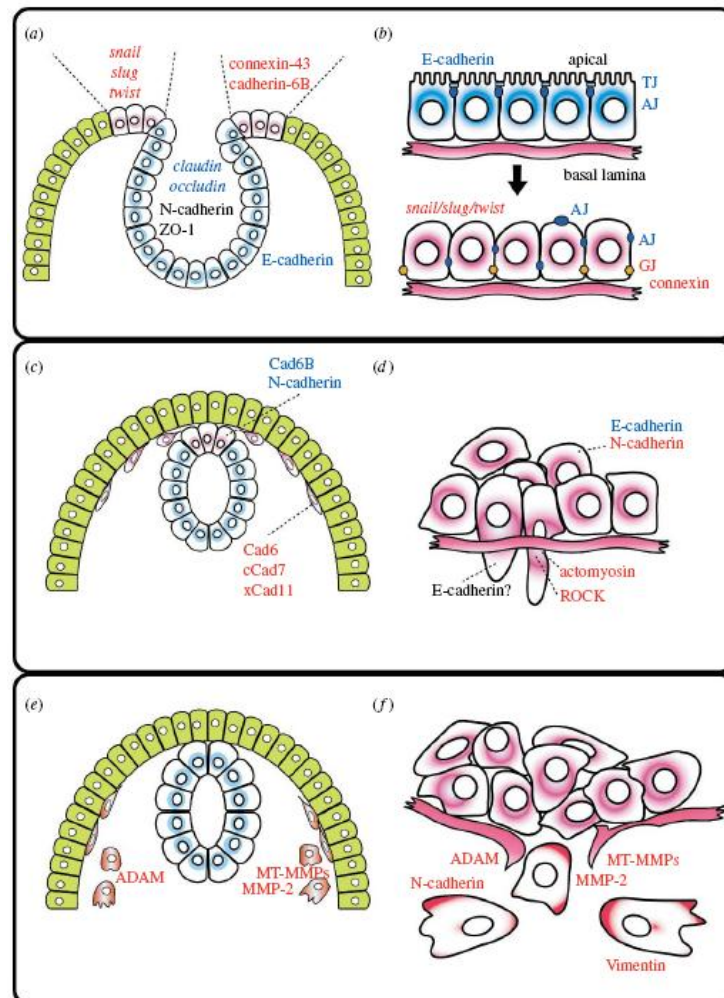 (a)
snail
slug
twist
connexin-43
cadherin-6B
claudin
occludin
N-cadherin
ZO-1
E-cadherin
(b)
E-cadherin
apical
TJ
AJ
basal lamina
snail/slug/twist
AJ
AJ
GJ
connexin
(c)
Cad6B
N-cadherin
Cad6
cCad7
xCad11
(d)
E-cadherin
N-cadherin
actomyosin
E-cadherin?
ROCK
(e)
ADAM
MT-MMPs
MMP-2
(f)
ADAM
MT-MMPs
MMP-2
N-cadherin
Vimentin